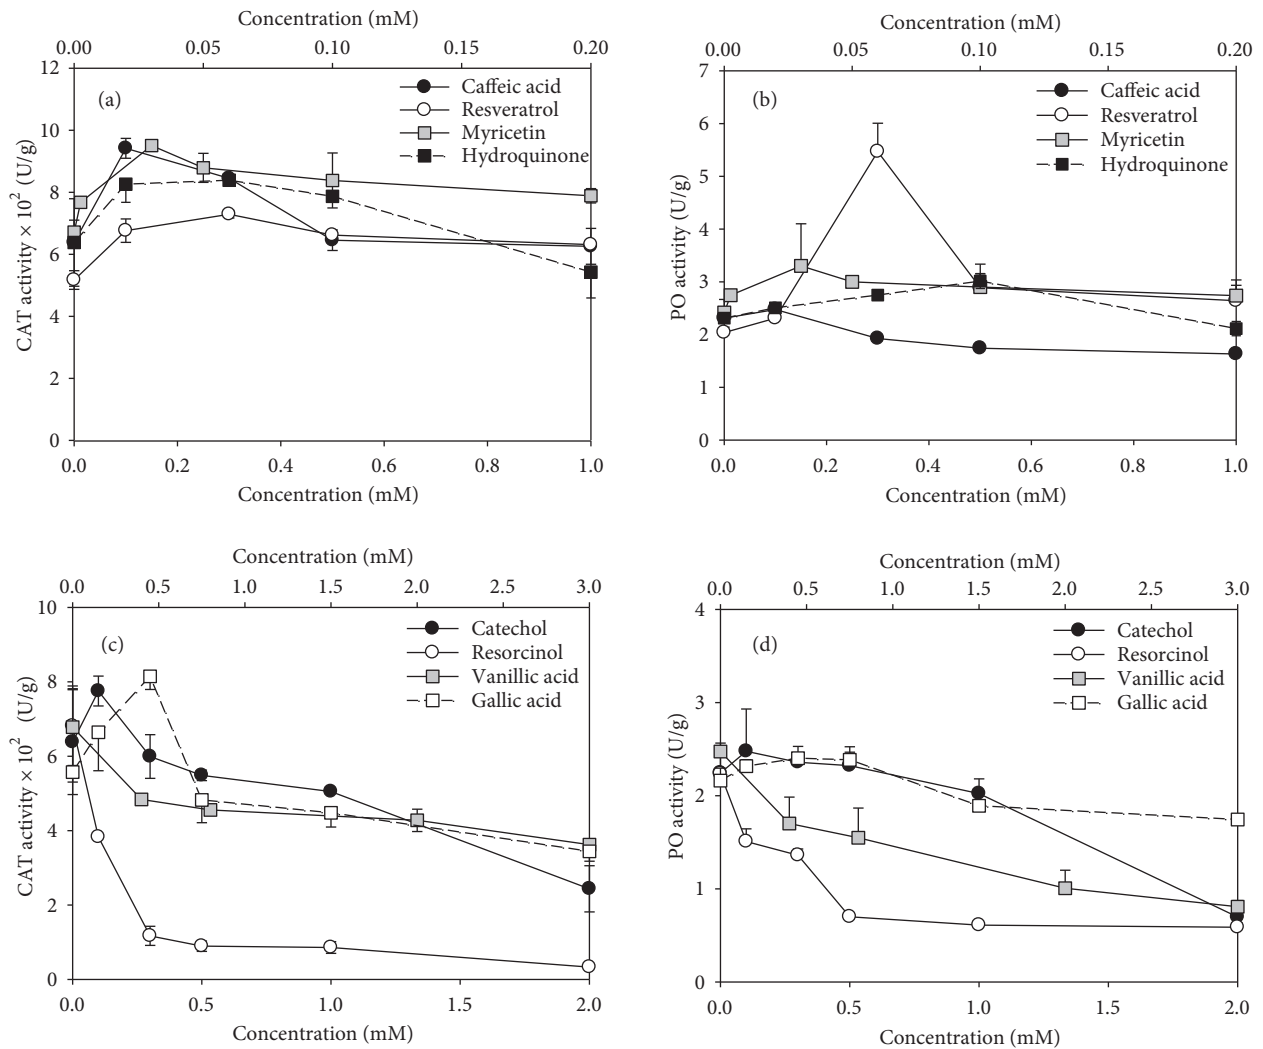 Concentration (mM)
0.00 0.05 0.10 0.15 0.20
12
10
8
6
4
2
0
CAT activity × 10² (U/g)
(a)
Caffeic acid
Resveratrol
Myricetin
Hydroquinone
0.0 0.2 0.4 0.6 0.8 1.0
Concentration (mM)
Concentration (mM)
0.00 0.05 0.10 0.15 0.20
7
6
5
4
3
2
1
0
PO activity (U/g)
(b)
Caffeic acid
Resveratrol
Myricetin
Hydroquinone
0.0 0.2 0.4 0.6 0.8 1.0
Concentration (mM)
Concentration (mM)
0.0 0.5 1.0 1.5 2.0 2.5 3.0
10
8
6
4
2
0
CAT activity × 10² (U/g)
(c)
Catechol
Resorcinol
Vanillic acid
Gallic acid
0.0 0.5 1.0 1.5 2.0
Concentration (mM)
Concentration (mM)
0.0 0.5 1.0 1.5 2.0 2.5 3.0
4
3
2
1
0
PO activity (U/g)
(d)
Catechol
Resorcinol
Vanillic acid
Gallic acid
0.0 0.5 1.0 1.5 2.0
Concentration (mM)